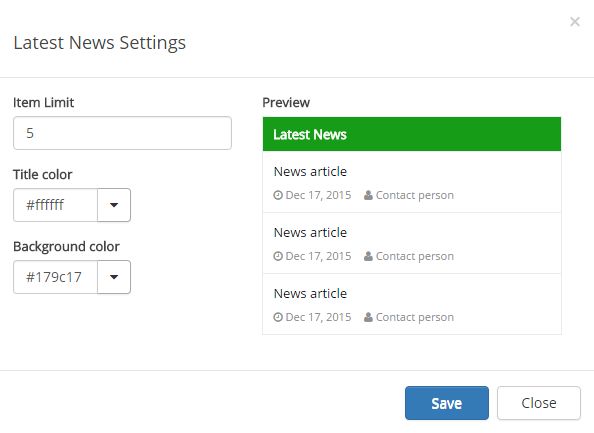 Latest News Settings
×
Item Limit
5
Title color
#ffffff
Background color
#179c17
Preview
Latest News
News article
Dec 17, 2015 Contact person
News article
Dec 17, 2015 Contact person
News article
Dec 17, 2015 Contact person
Save Close